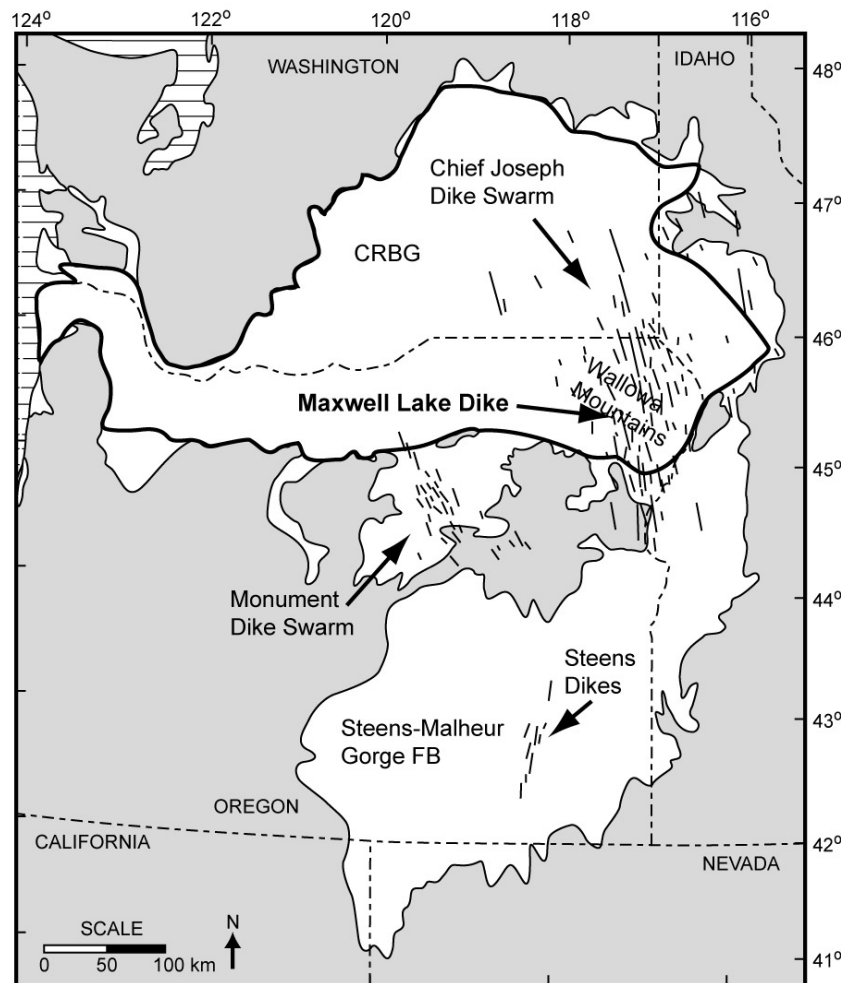 124°
122°
120°
118°
116°
WASHINGTON
IDAHO
48°
Chief Joseph
Dike Swarm
47°
CRBG
46°
Wallowa
Mountains
Maxwell Lake Dike
45°
Monument
Dike Swarm
44°
Steens
Dikes
43°
Steens-Malheur
Gorge FB
OREGON
CALIFORNIA
42°
NEVADA
SCALE
N
0 50 100 km
41°